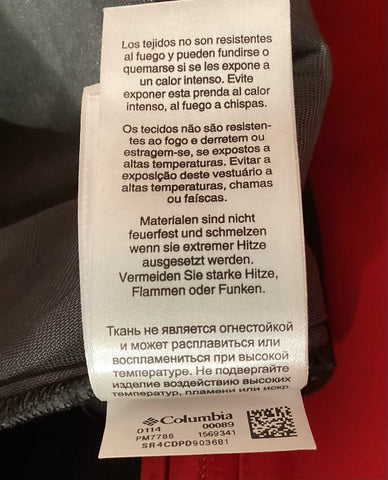 Los tejidos no son resistentes
al fuego y pueden fundirse o
quemarse si se les expone a
un calor intenso. Evite
exponer esta prenda al calor
intenso, al fuego a chispas.
Os tecidos não são resisten-
tes ao fogo e derretem ou
estragem-se, se expostos a
altas temperaturas. Evitar a
exposição deste vestuário a
altas temperaturas, chamas
ou faíscas.
Materialen sind nicht
feuerfest und schmelzen
wenn sie extremer Hitze
ausgesetzt werden.
Vermeiden Sie starke Hitze,
Flammen oder Funken.
Ткань не является огнестойкой
и может расплавиться или
воспламениться при высокой
температуре. Не подвергайте
изделие воздействию высоких
температур, пламени или искр.
Columbia
0114 00089
PM7788 1569341
SR4CDPD903681